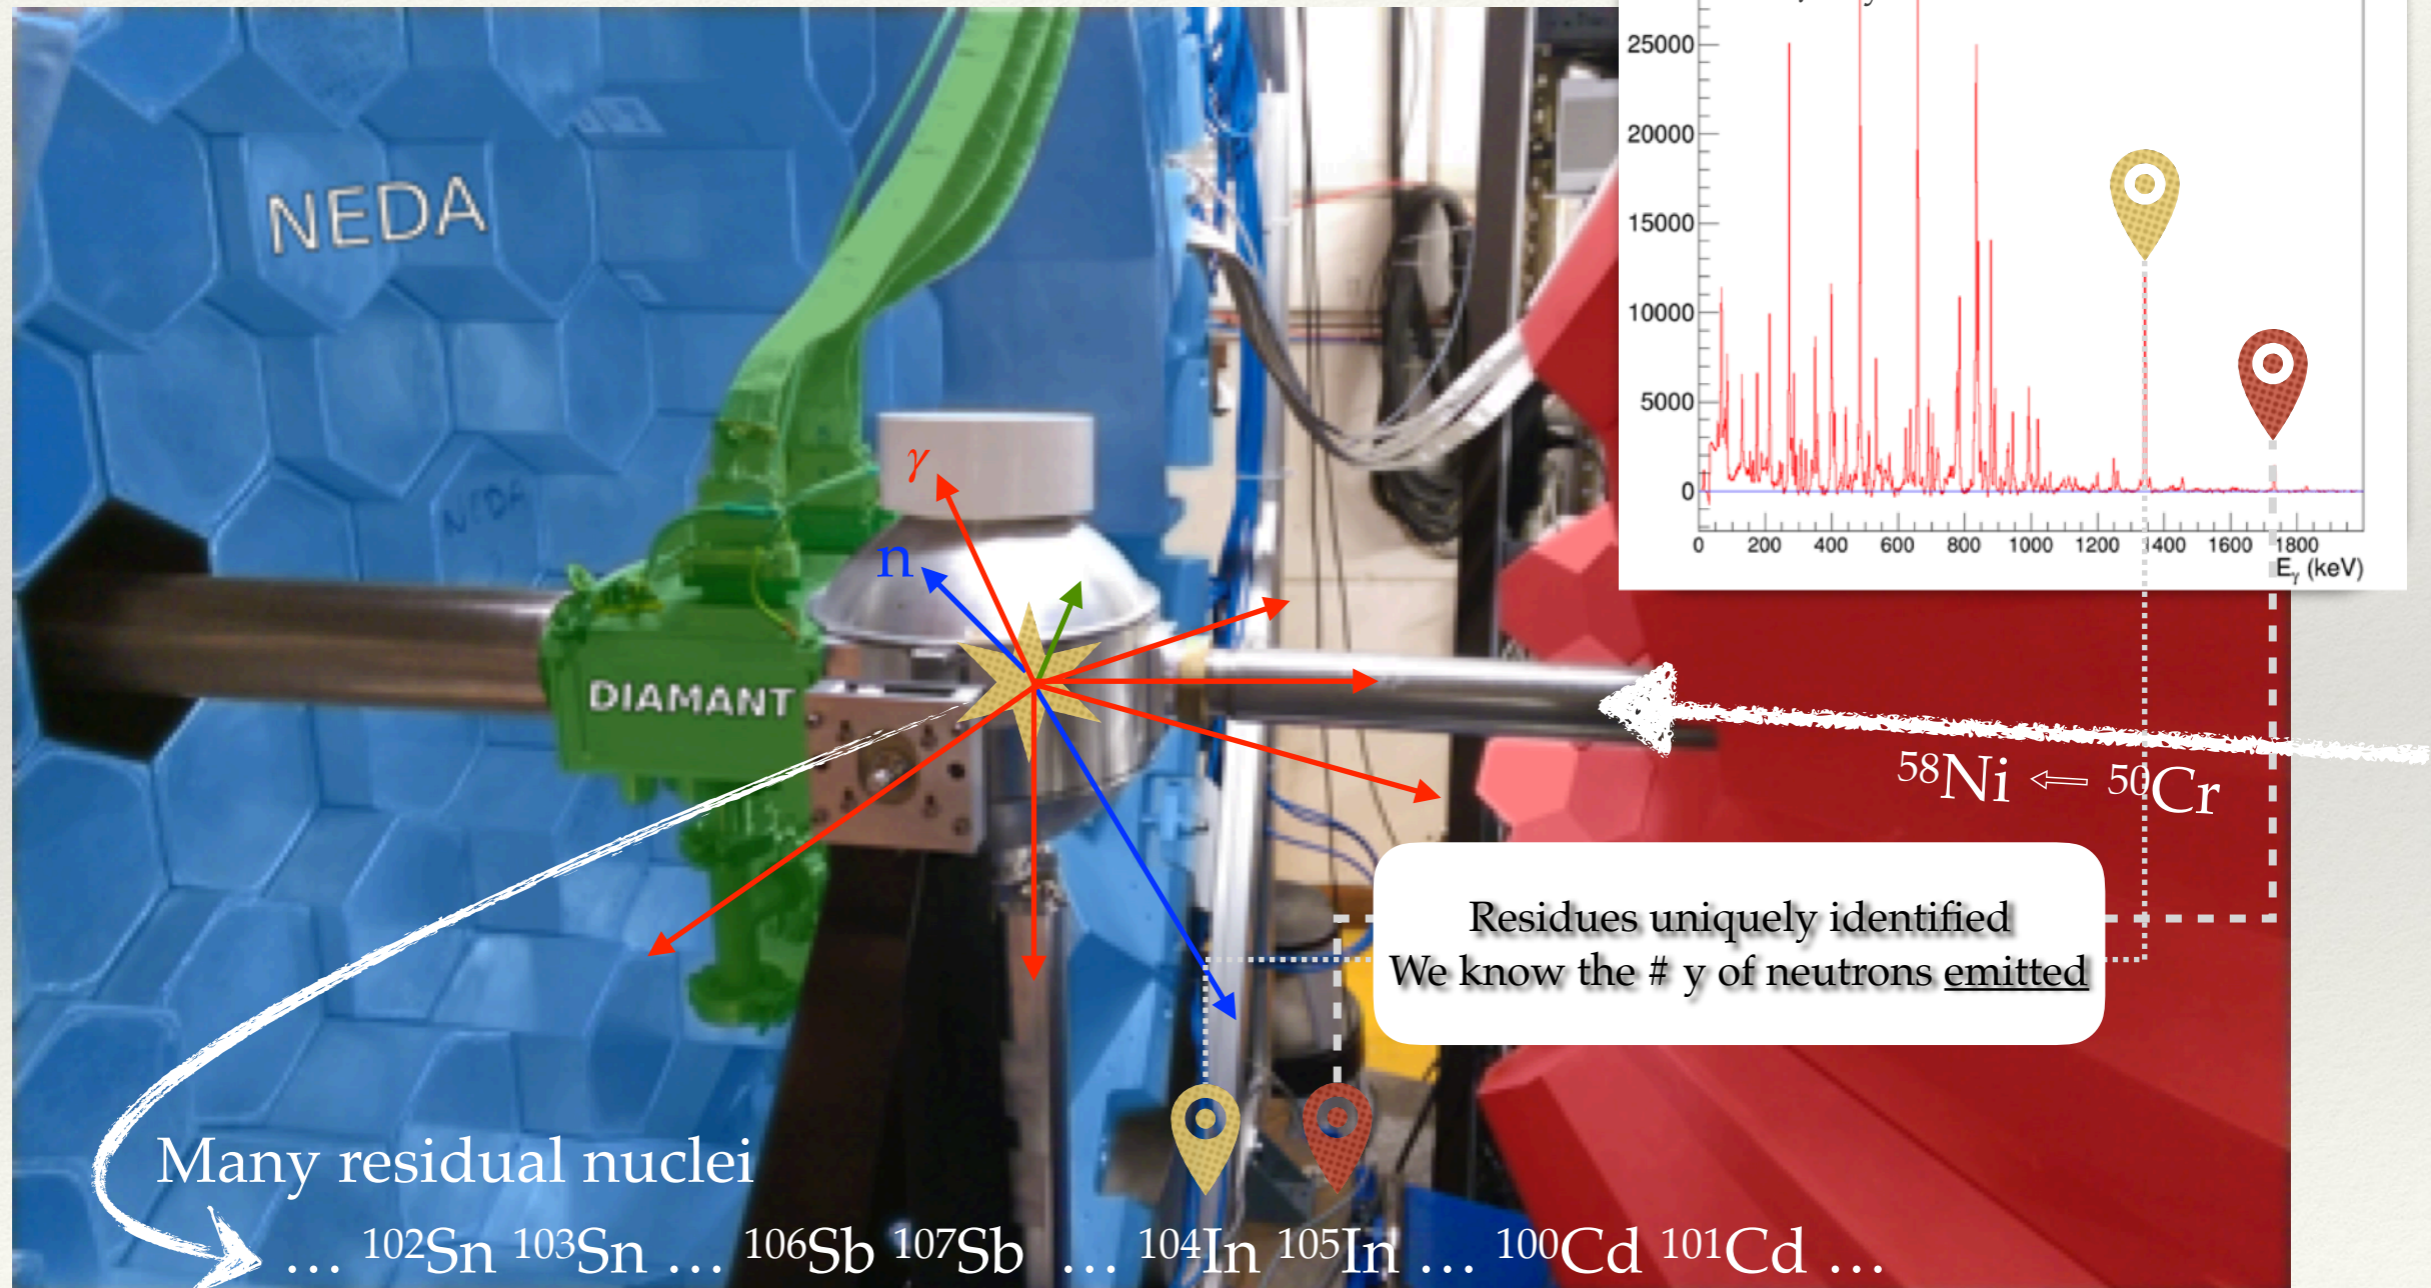 25000
20000
15000
10000
5000
0
0 200 400 600 800 1000 1200 1400 1600 1800
Eγ (keV)
NEDA
NEDA
γ
n
DIAMANT
⁵⁸Ni ⇐ ⁵⁰Cr
Residues uniquely identified
We know the # y of neutrons emitted
Many residual nuclei
... ¹⁰²Sn ¹⁰³Sn ... ¹⁰⁶Sb ¹⁰⁷Sb ... ¹⁰⁴In ¹⁰⁵In ... ¹⁰⁰Cd ¹⁰¹Cd ...